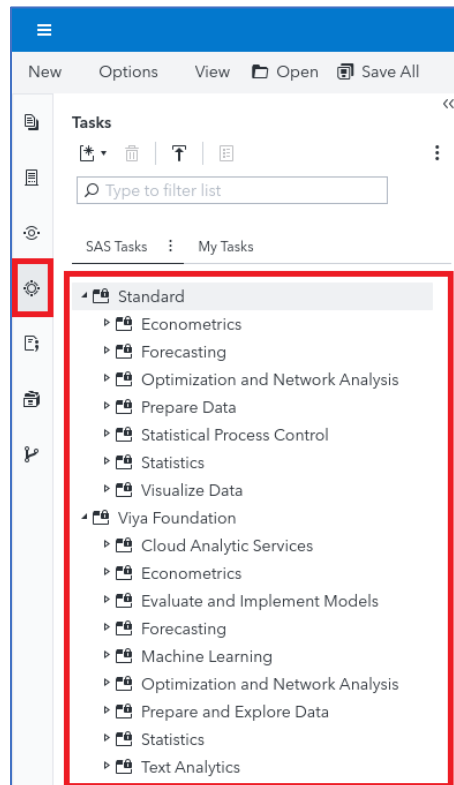 New Options View Open Save All
Tasks
Type to filter list
SAS Tasks My Tasks
Standard
Econometrics
Forecasting
Optimization and Network Analysis
Prepare Data
Statistical Process Control
Statistics
Visualize Data
Viya Foundation
Cloud Analytic Services
Econometrics
Evaluate and Implement Models
Forecasting
Machine Learning
Optimization and Network Analysis
Prepare and Explore Data
Statistics
Text Analytics